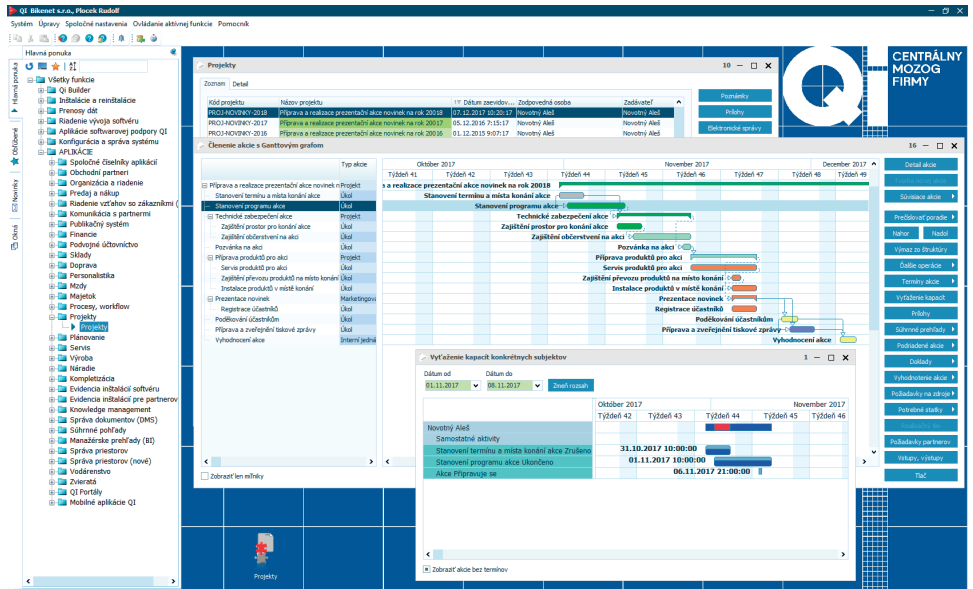 QI Bikenet s.r.o., Plocek Rudolf
Systém Úpravy Spoločné nastavenia Ovládanie aktívnej funkcie Pomocník
Hlavná ponuka
Hlavná ponuka
Obľúbené
Novinky
Okná
Všetky funkcie
Qi Builder
Inštalácie a reinštalácie
Prenosy dát
Riadenie vývoja softvéru
Aplikácie softwarovej podpory QI
Konfigurácia a správa systému
APLIKÁCIE
Spoločné číselníky aplikácií
Obchodní partneri
Organizácia a riadenie
Predaj a nákup
Riadenie vzťahov so zákazníkmi (
Komunikácia s partnermi
Publikačný systém
Financie
Podvojné účtovníctvo
Sklady
Doprava
Personalistika
Mzdy
Majetok
Procesy, workflow
Projekty
Projekty
Plánovanie
Servis
Výroba
Náradie
Kompletizácia
Evidencia inštalácií softvéru
Evidencia inštalácií pre partnerov
Knowledge management
Správa dokumentov (DMS)
Súhrnné pohľady
Manažérske prehľady (BI)
Správa priestorov
Správa priestorov (nové)
Vodárenstvo
Zvieratá
QI Portály
Mobilné aplikácie QI
CENTRÁLNY
MOZOG
FIRMY
Projekty 10
Zoznam Detail
Kód projektu Názov projektu Dátum zaevidov... Zodpovedná osoba Zadávateľ
PROJ-NOVINKY-2018 Příprava a realizace prezentační akce novinek na rok 20018 07.12.2017 10:20:17 Novotný Aleš Novotný Aleš
PROJ-NOVINKY-2017 Příprava a realizace prezentační akce novinek na rok 20017 05.12.2016 7:15:17 Novotný Aleš Novotný Aleš
PROJ-NOVINKY-2016 Příprava a realizace prezentační akce novinek na rok 20016 01.12.2015 9:07:17 Novotný Aleš Novotný Aleš
Poznámky
Prílohy
Elektronické správy
Členenie akcie s Ganttovým grafom 16
Typ akcie Október 2017 November 2017 December 2017
Týždeň 41 Týždeň 42 Týždeň 43 Týždeň 44 Týždeň 45 Týždeň 46 Týždeň 47 Týždeň 48 Týždeň 49
Příprava a realizace prezentační akce novinek n Projekt a realizace prezentační akce novinek na rok 20018
Stanovení termínu a místa konání akce Úkol Stanovení termínu a místa konání akce
Stanovení programu akce Úkol Stanovení programu akce
Technické zabezpečení akce Projekt Technické zabezpečení akce
Zajištění prostor pro konání akce Úkol Zajištění prostor pro konání akce
Zajištění občerstvení na akci Úkol Zajištění občerstvení na akci
Pozvánka na akci Úkol Pozvánka na akci
Příprava produktů pro akci Projekt Příprava produktů pro akci
Servis produktů pro akci Úkol Servis produktů pro akci
Zajištění převozu produktů na místo konání Úkol Zajištění převozu produktů na místo konání
Instalace produktů v místě konání Úkol Instalace produktů v místě konání
Prezentace novinek Marketingová Prezentace novinek
Registrace účastníků Úkol Registrace účastníků
Poděkování účastníkům Úkol Poděkování účastníkům
Příprava a zveřejnění tiskové zprávy Úkol Příprava a zveřejnění tiskové zprávy
Vyhodnocení akce Interní jedná Vyhodnocení akce
Zobraziť len míľniky
Detail akcie
Súvisiace akcie
Prečíslovať poradie
Nahor Nadol
Výmaz zo štruktúry
Ďalšie operácie
Termíny akcie
Vyťaženie kapacít
Prílohy
Súhrnné prehľady
Podriadené akcie
Doklady
Vyhodnotenie akcie
Požiadavky na zdroje
Potrebné statky
Požiadavky partnerov
Vstupy, výstupy
Tlač
Vyťaženie kapacít konkrétnych subjektov 1
Dátum od Dátum do
01.11.2017 08.11.2017 Zmeň rozsah
Október 2017 November 2017
Týždeň 42 Týždeň 43 Týždeň 44 Týždeň 45 Týždeň 46
Novotný Aleš
Samostatné aktivity
Stanovení termínu a místa konání akce Zrušeno 31.10.2017 10:00:00
Stanovení programu akce Ukončeno 01.11.2017 10:00:00
Akce Připravuje se 06.11.2017 21:00:00
Zobraziť akcie bez termínov
Projekty